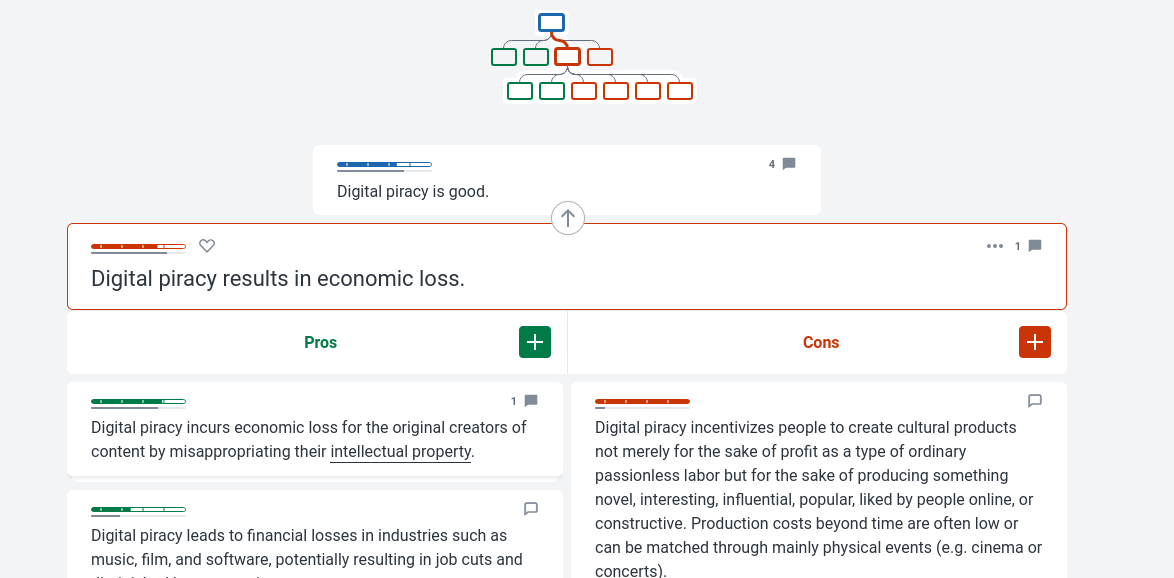 4
Digital piracy is good.
1
Digital piracy results in economic loss.
Pros
Cons
1
Digital piracy incurs economic loss for the original creators of
content by misappropriating their intellectual property.
Digital piracy leads to financial losses in industries such as
music, film, and software, potentially resulting in job cuts and
Digital piracy incentivizes people to create cultural products
not merely for the sake of profit as a type of ordinary
passionless labor but for the sake of producing something
novel, interesting, influential, popular, liked by people online, or
constructive. Production costs beyond time are often low or
can be matched through mainly physical events (e.g. cinema or
concerts).